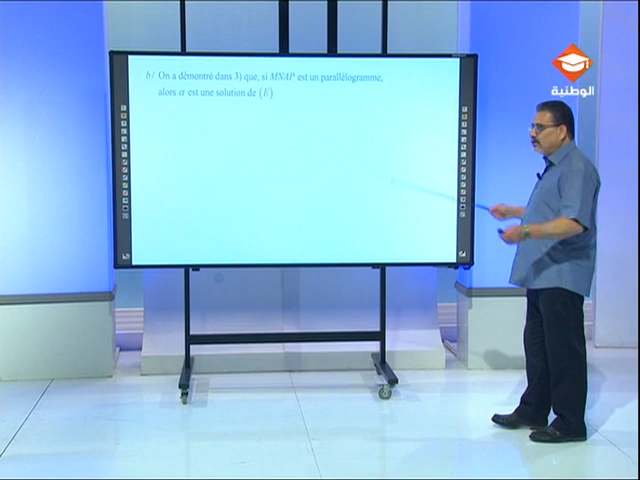 b/ On a démontré dans 3) que, si MNAP est un parallélogramme,
alors α est une solution de (E)
الوطنية